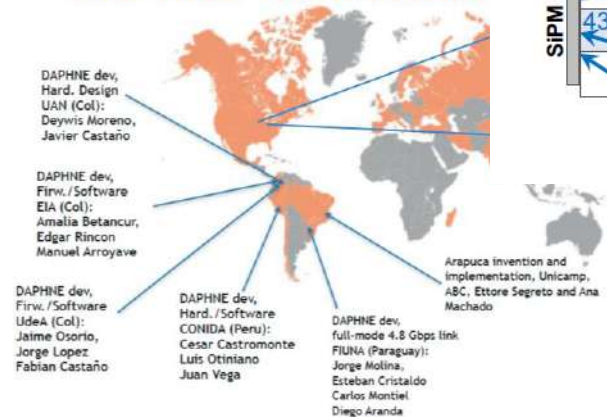 SiPM
43
DAPHNE dev,
Hard. Design
UAN (Col):
Deywis Moreno,
Javier Castaño
DAPHNE dev,
Firw./Software
EIA (Col):
Amalia Betancur,
Edgar Rincon
Manuel Arroyave
DAPHNE dev,
Firw./Software
UdeA (Col):
Jaime Osorio,
Jorge Lopez
Fabian Castaño
DAPHNE dev,
Hard./Software
CONIDA (Peru):
Cesar Castromonte
Luis Otiniano
Juan Vega
DAPHNE dev,
full-mode 4.8 Gbps link
FIUNA (Paraguay):
Jorge Molina,
Esteban Cristaldo
Carlos Montiel
Diego Aranda
Arapuca invention and
implementation, Unicamp,
ABC, Ettore Segreto and Ana
Machado